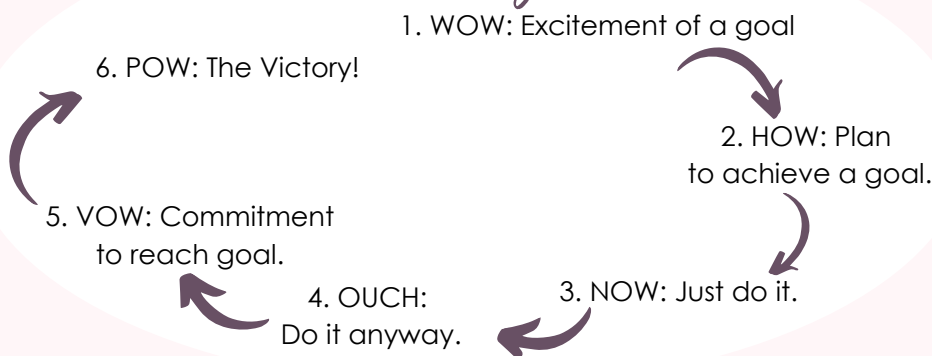 1. WOW: Excitement of a goal
2. HOW: Plan
to achieve a goal.
3. NOW: Just do it.
4. OUCH:
Do it anyway.
5. VOW: Commitment
to reach goal.
6. POW: The Victory!